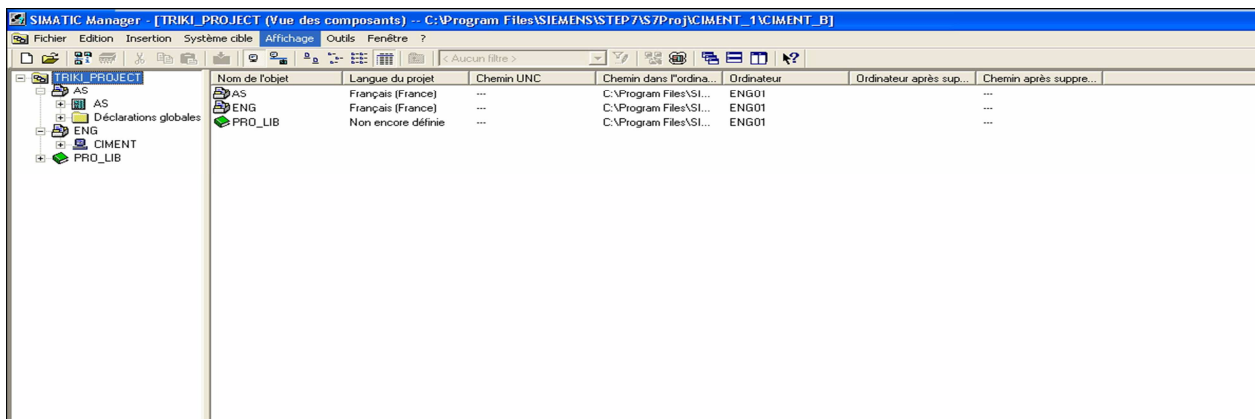 SIMATIC Manager - [TRIKI_PROJECT (Vue des composants) -- C:\Program Files\SIEMENS\STEP7\S7Proj\CIMENT_1\CIMENT_B]
Fichier Edition Insertion Système cible Affichage Outils Fenêtre ?
< Aucun filtre >
TRIKI_PROJECT
AS
AS
Déclarations globales
ENG
CIMENT
PRO_LIB
Nom de l'objet Langue du projet Chemin UNC Chemin dans l"ordina... Ordinateur Ordinateur après sup... Chemin après suppre...
AS Français (France) --- C:\Program Files\SI... ENG01 ---
ENG Français (France) --- C:\Program Files\SI... ENG01 ---
PRO_LIB Non encore définie --- C:\Program Files\SI... ENG01 ---